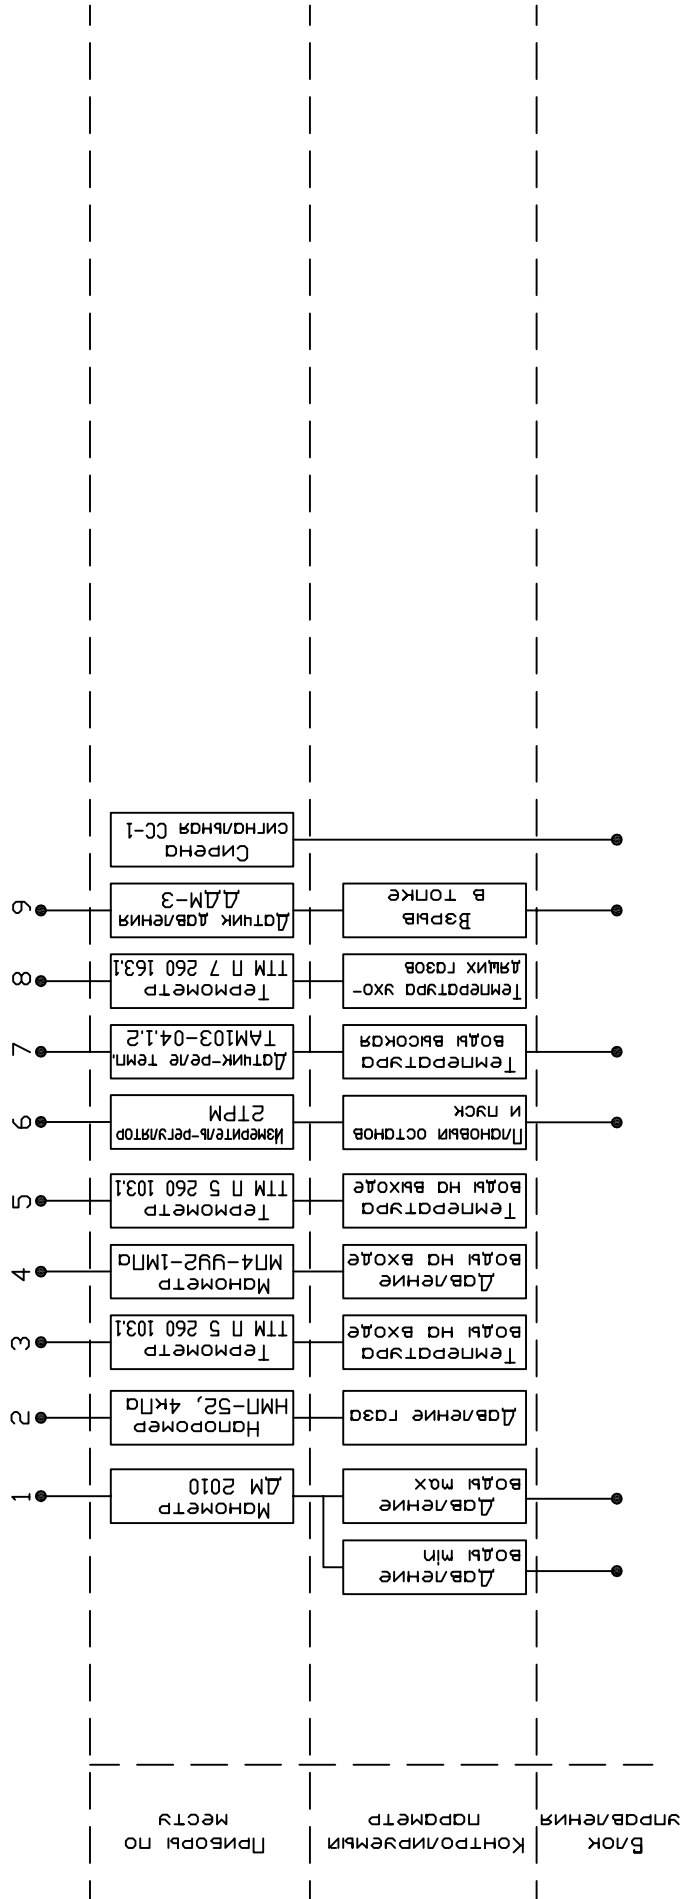 Блок
управления
Контролируемый
параметр
Приборы по
месту
Давление
воды min
Давление
воды max
Манометр
ДМ 2010
1
Давление газа
Напоромер
НМП-52, 4кПа
2
Температура
воды на входе
Термометр
ТТМ П 5 260 103.1
3
Давление
воды на входе
Манометр
МП4-УУ2-1МПа
4
Температура
воды на выходе
Термометр
ТТМ П 5 260 103.1
5
Плановый останов
и пуск
Измеритель-регулятор
2ТРМ
6
Температура
воды высокая
Датчик-реле темп.
ТАМ103-04.1.2
7
Температура ухо-
дящих газов
Термометр
ТТМ П 7 260 163.1
8
Взрыв
в топке
Датчик давления
ДДМ-3
9
Сирена
сигнальная СС-1